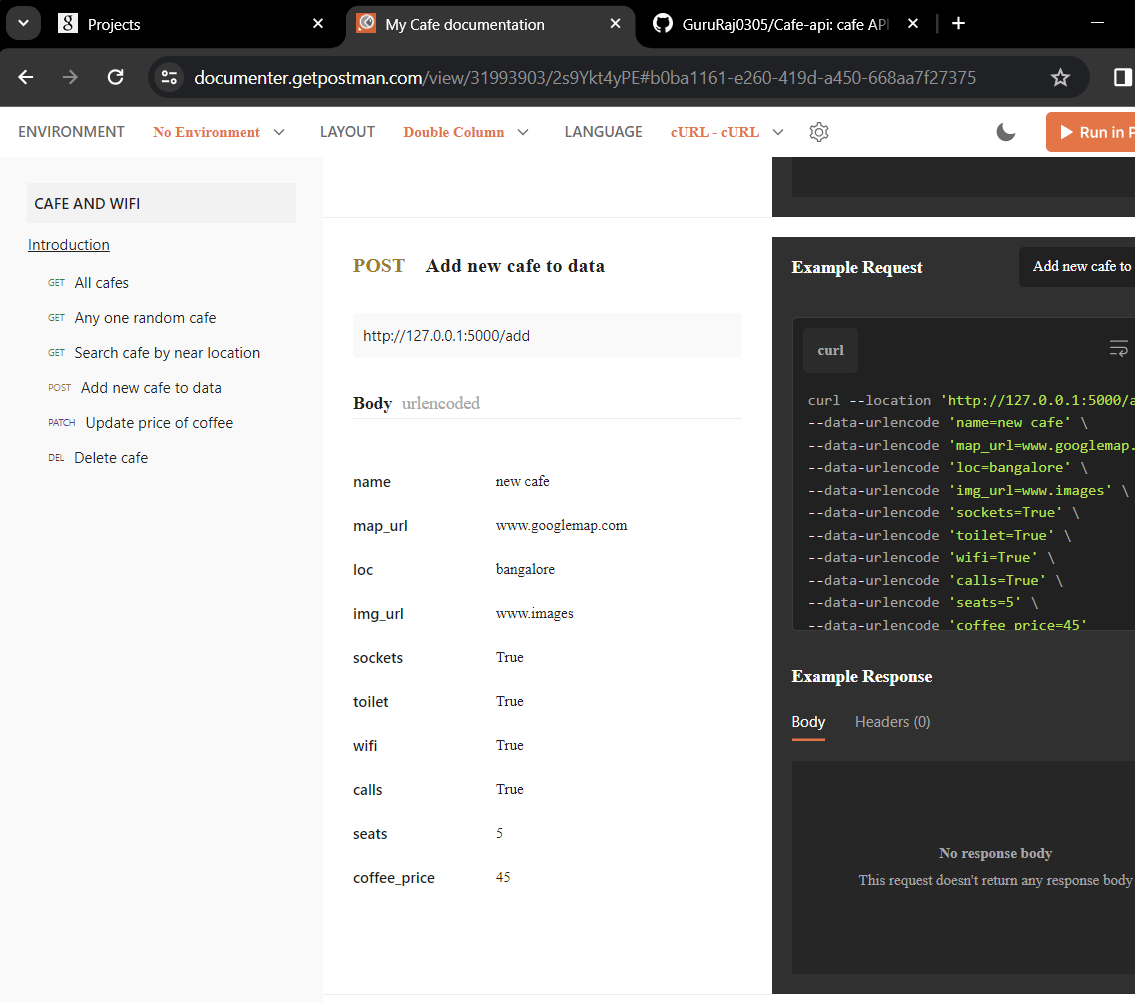 Projects
My Cafe documentation
GuruRaj0305/Cafe-api: cafe API
documenter.getpostman.com/view/31993903/2s9Ykt4yPE#b0ba1161-e260-419d-a450-668aa7f27375
ENVIRONMENT No Environment LAYOUT Double Column LANGUAGE cURL - cURL Run in P
CAFE AND WIFI
Introduction
GET All cafes
GET Any one random cafe
GET Search cafe by near location
POST Add new cafe to data
PATCH Update price of coffee
DEL Delete cafe
POST Add new cafe to data
http://127.0.0.1:5000/add
Body urlencoded
name new cafe
map_url www.googlemap.com
loc bangalore
img_url www.images
sockets True
toilet True
wifi True
calls True
seats 5
coffee_price 45
Example Request
Add new cafe to
curl
curl --location 'http://127.0.0.1:5000/a
--data-urlencode 'name=new cafe' \
--data-urlencode 'map_url=www.googlemap.
--data-urlencode 'loc=bangalore' \
--data-urlencode 'img_url=www.images' \
--data-urlencode 'sockets=True' \
--data-urlencode 'toilet=True' \
--data-urlencode 'wifi=True' \
--data-urlencode 'calls=True' \
--data-urlencode 'seats=5' \
--data-urlencode 'coffee price=45'
Example Response
Body Headers (0)
No response body
This request doesn't return any response body